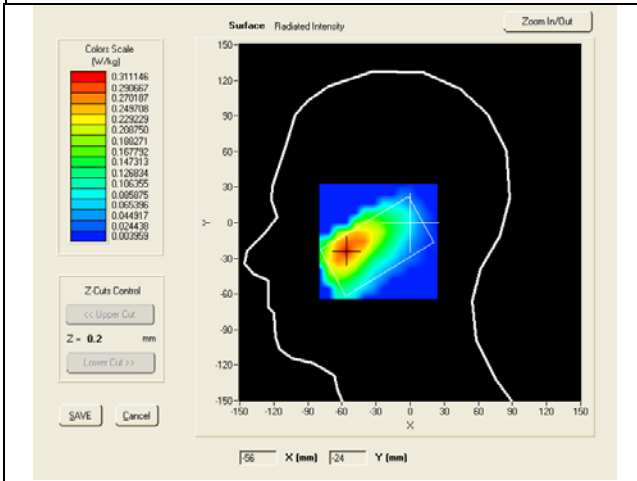 Surface Radiated Intensity
Zoom In/Out
Colors Scale
(W/kg)
0.311146
0.290667
0.270187
0.249708
0.229229
0.208750
0.188271
0.167792
0.147313
0.126834
0.106355
0.085875
0.065396
0.044917
0.024438
0.003959
Z-Cuts Control
<< Upper Cut
Z = 0.2 mm
Lower Cut >>
SAVE Cancel
150
120
90
60
30
0
-30
-60
-90
-120
-150
Y
-150 -120 -90 -60 -30 0 30 60 90 120 150
X
-56 X (mm) -24 Y (mm)